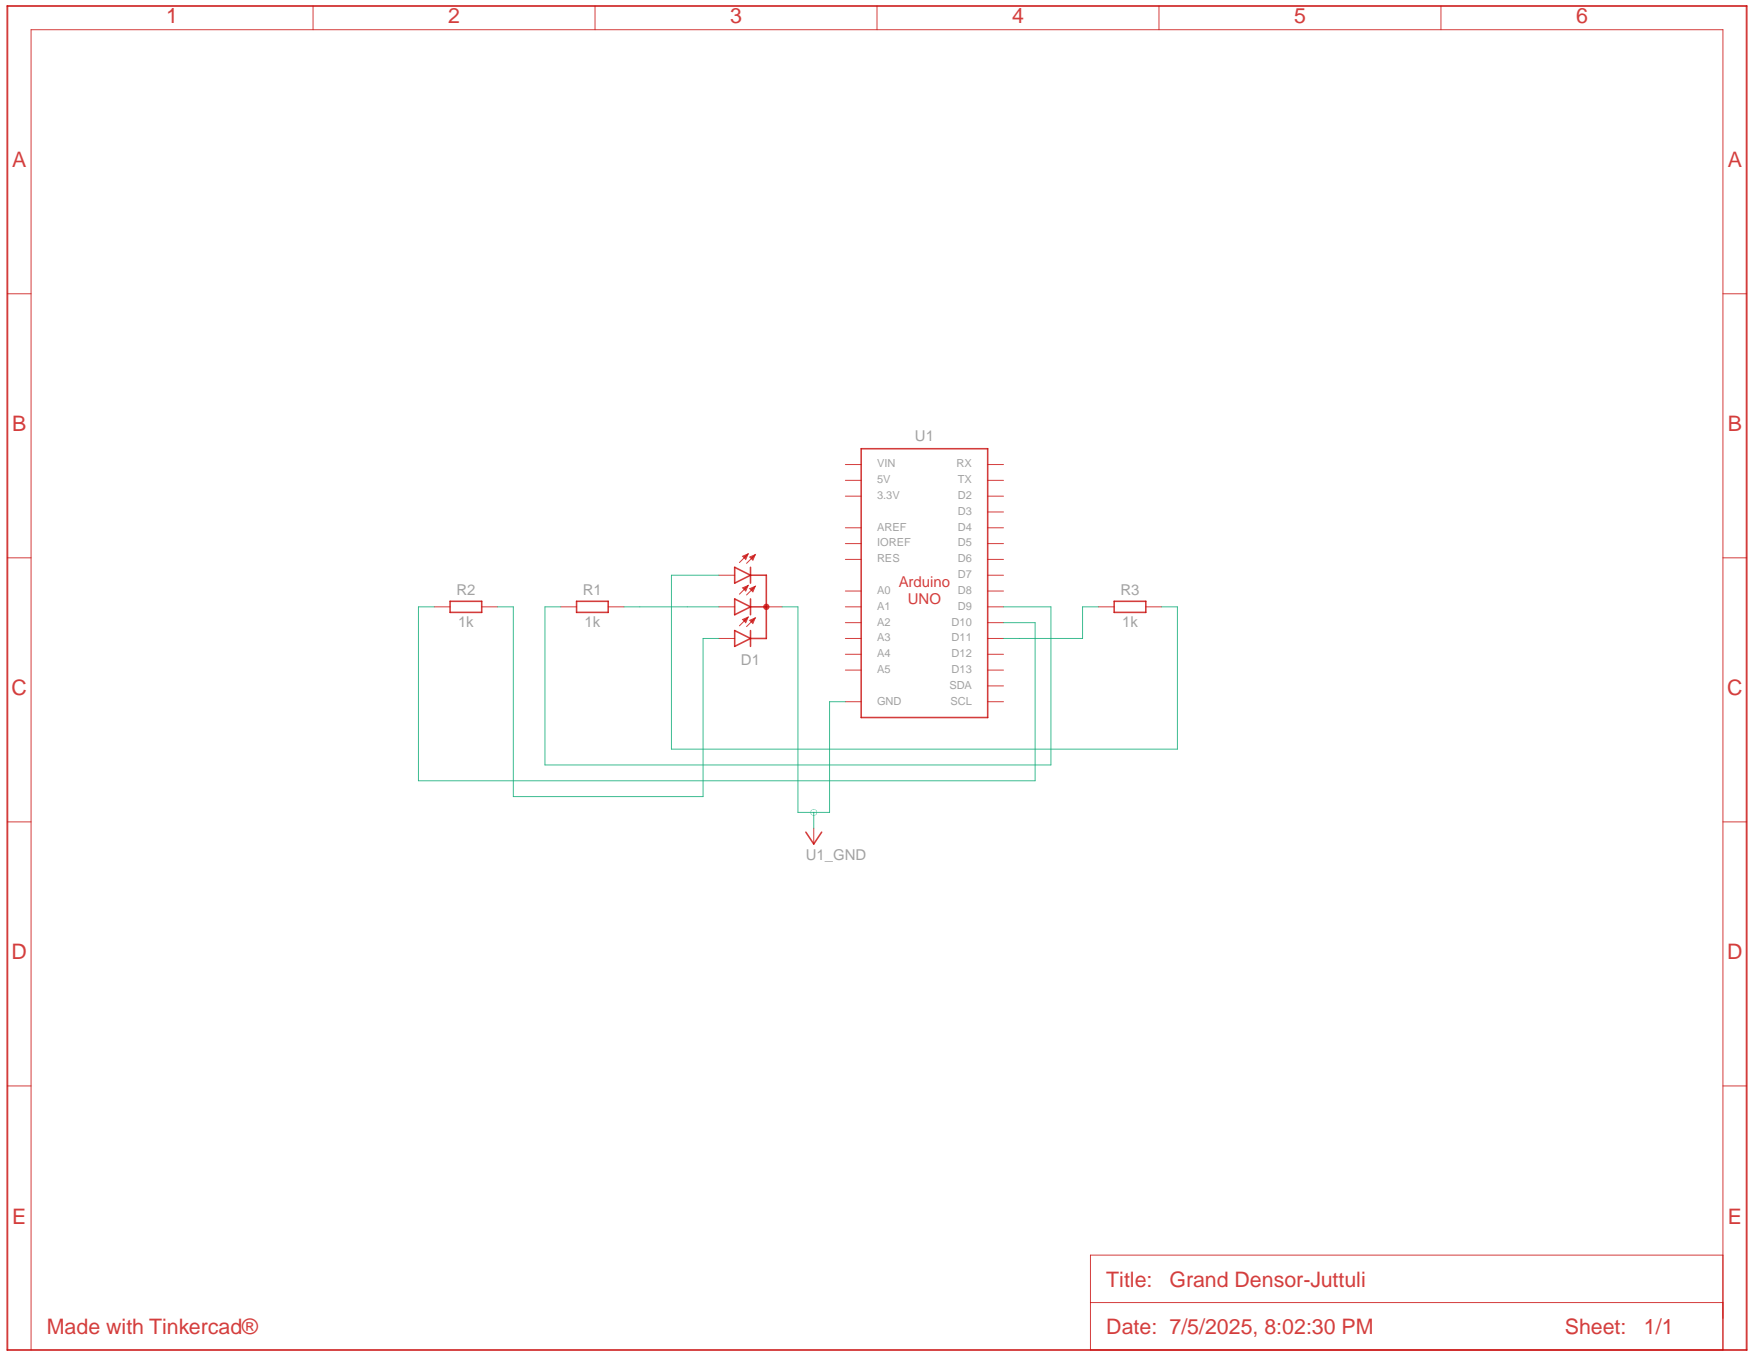 1 2 3 4 5 6
A A
B B
U1
VIN RX
5V TX
3.3V D2
D3
AREF D4
IOREF D5
RES D6
D7
A0 D8
A1 D9
A2 D10
A3 D11
A4 D12
A5 D13
SDA
GND SCL
Arduino
UNO
R2 R1 R3
1k 1k 1k
D1
C C
U1_GND
D D
E E
Title: Grand Densor-Juttuli
Made with Tinkercad® Date: 7/5/2025, 8:02:30 PM Sheet: 1/1